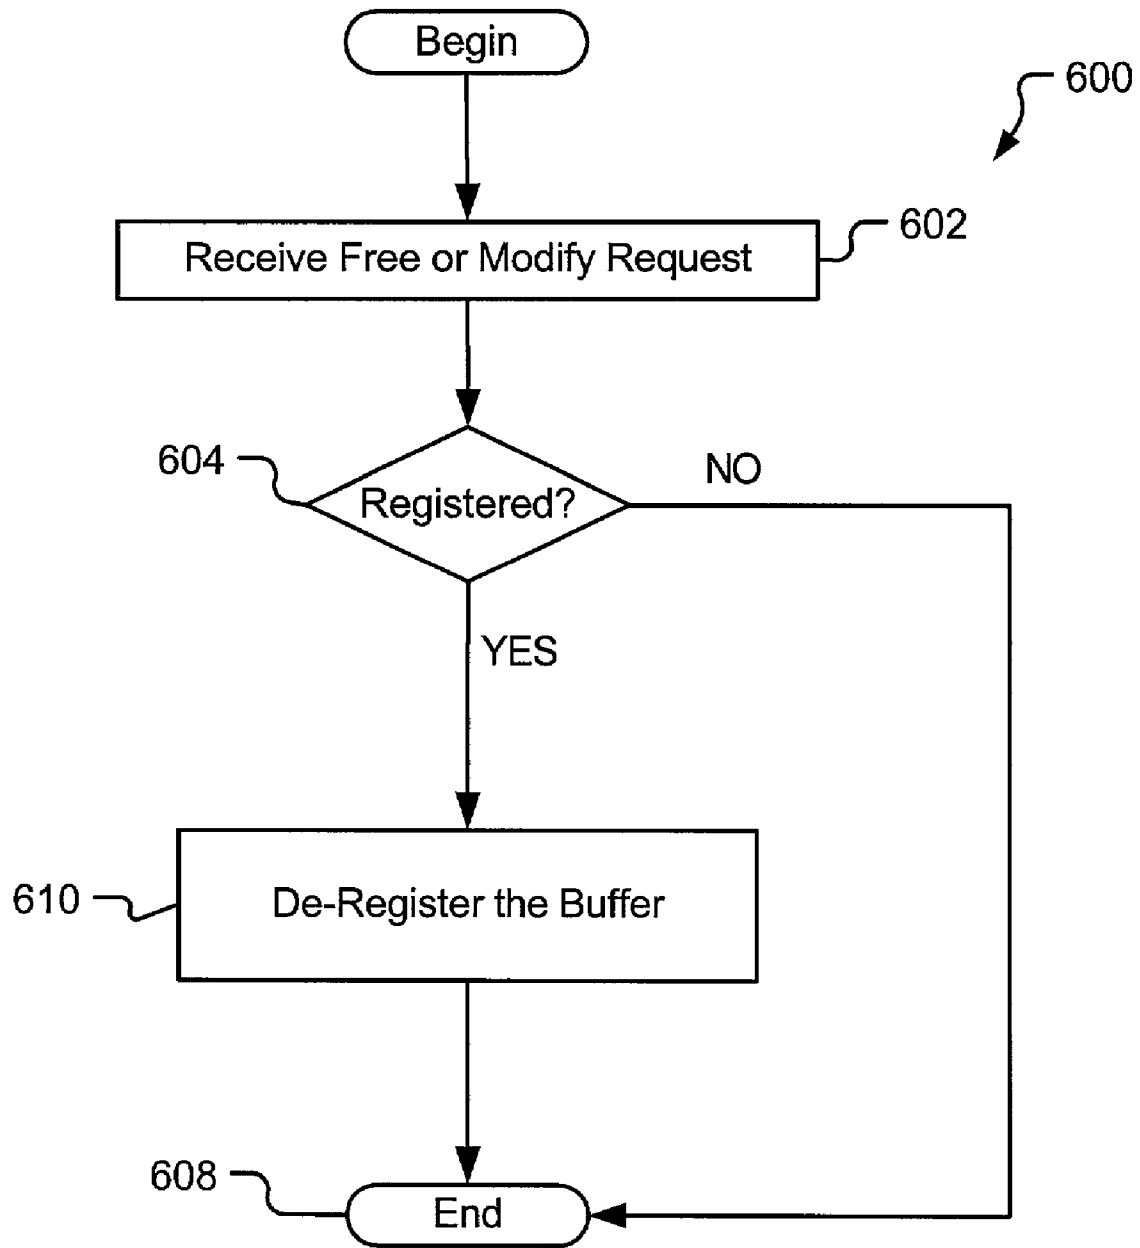 Begin
600
602
Receive Free or Modify Request
604
Registered?
NO
YES
610
De-Register the Buffer
608
End